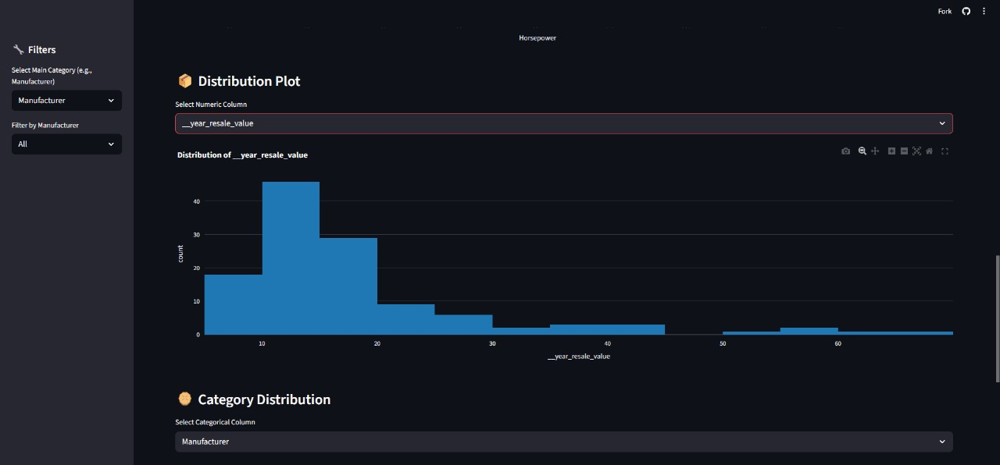 Fork
Filters
Select Main Category (e.g.,
Manufacturer)
Manufacturer
Filter by Manufacturer
All
Horsepower
Distribution Plot
Select Numeric Column
__year_resale_value
Distribution of __year_resale_value
40
30
20
10
0
count
10 20 30 40 50 60
__year_resale_value
Category Distribution
Select Categorical Column
Manufacturer